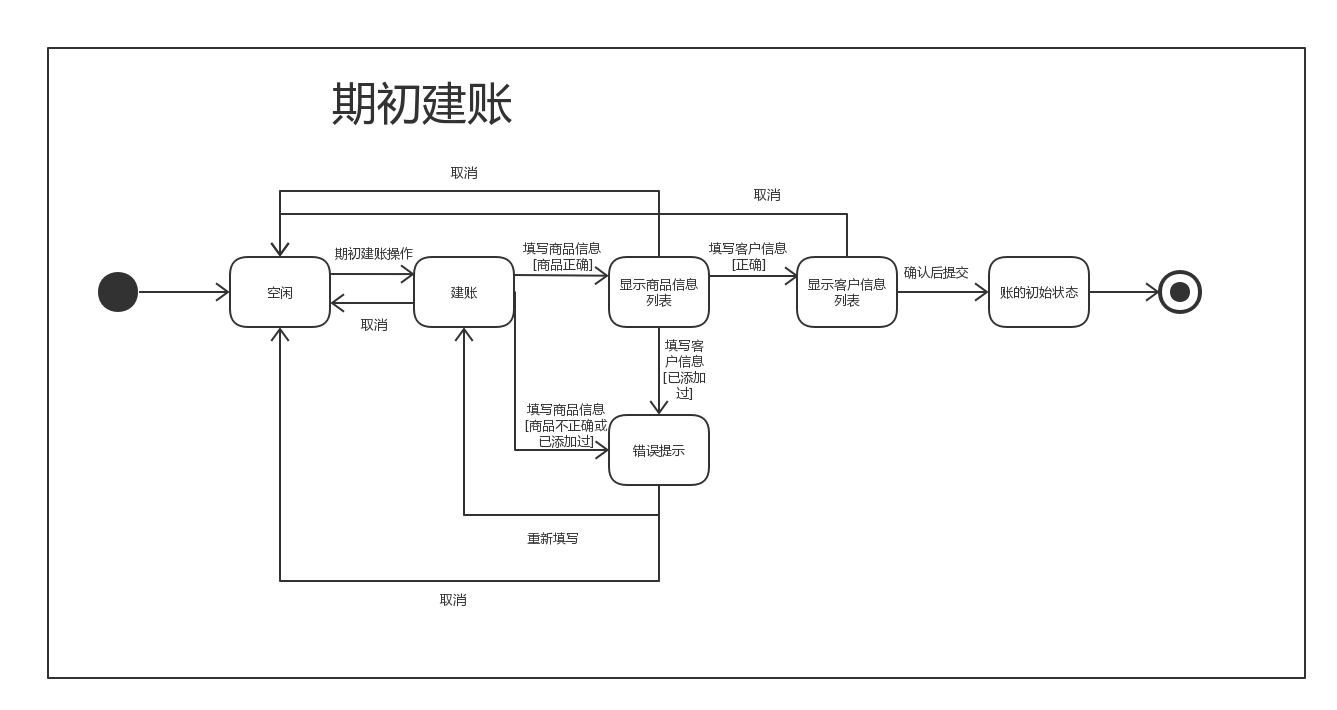 期初建账
取消
取消
期初建账操作
填写商品信息
[商品正确]
填写客户信息
[正确]
确认后提交
空闲
建账
显示商品信息
列表
显示客户信息
列表
账的初始状态
取消
填写客
户信息
[已添加
过]
填写商品信息
[商品不正确或
已添加过]
错误提示
重新填写
取消